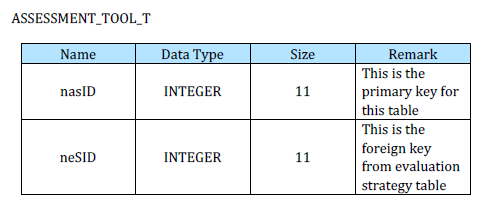 ASSESSMENT_TOOL_T
Name Data Type Size Remark
nasID INTEGER 11 This is the
primary key for
this table
neSID INTEGER 11 This is the
foreign key
from evaluation
strategy table